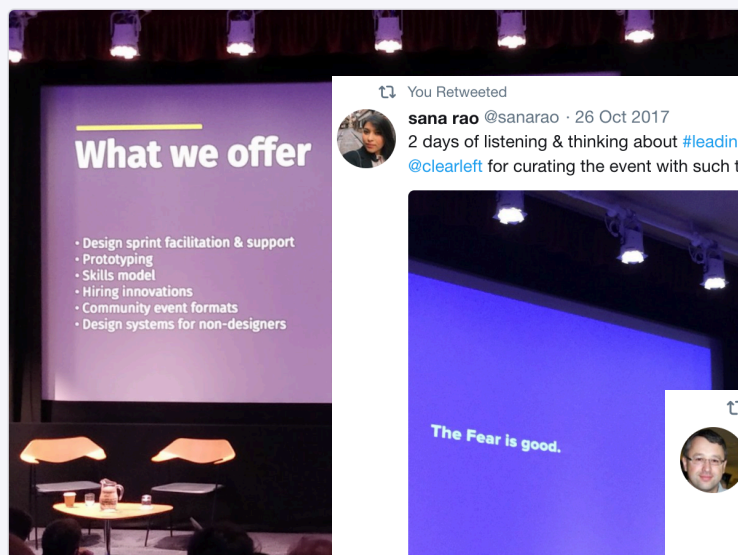 What we offer
• Design sprint facilitation & support
• Prototyping
• Skills model
• Hiring innovations
• Community event formats
• Design systems for non-designers
You Retweeted
sana rao @sanarao · 26 Oct 2017
2 days of listening & thinking about #leadin
@clearleft for curating the event with such t
The Fear is good.